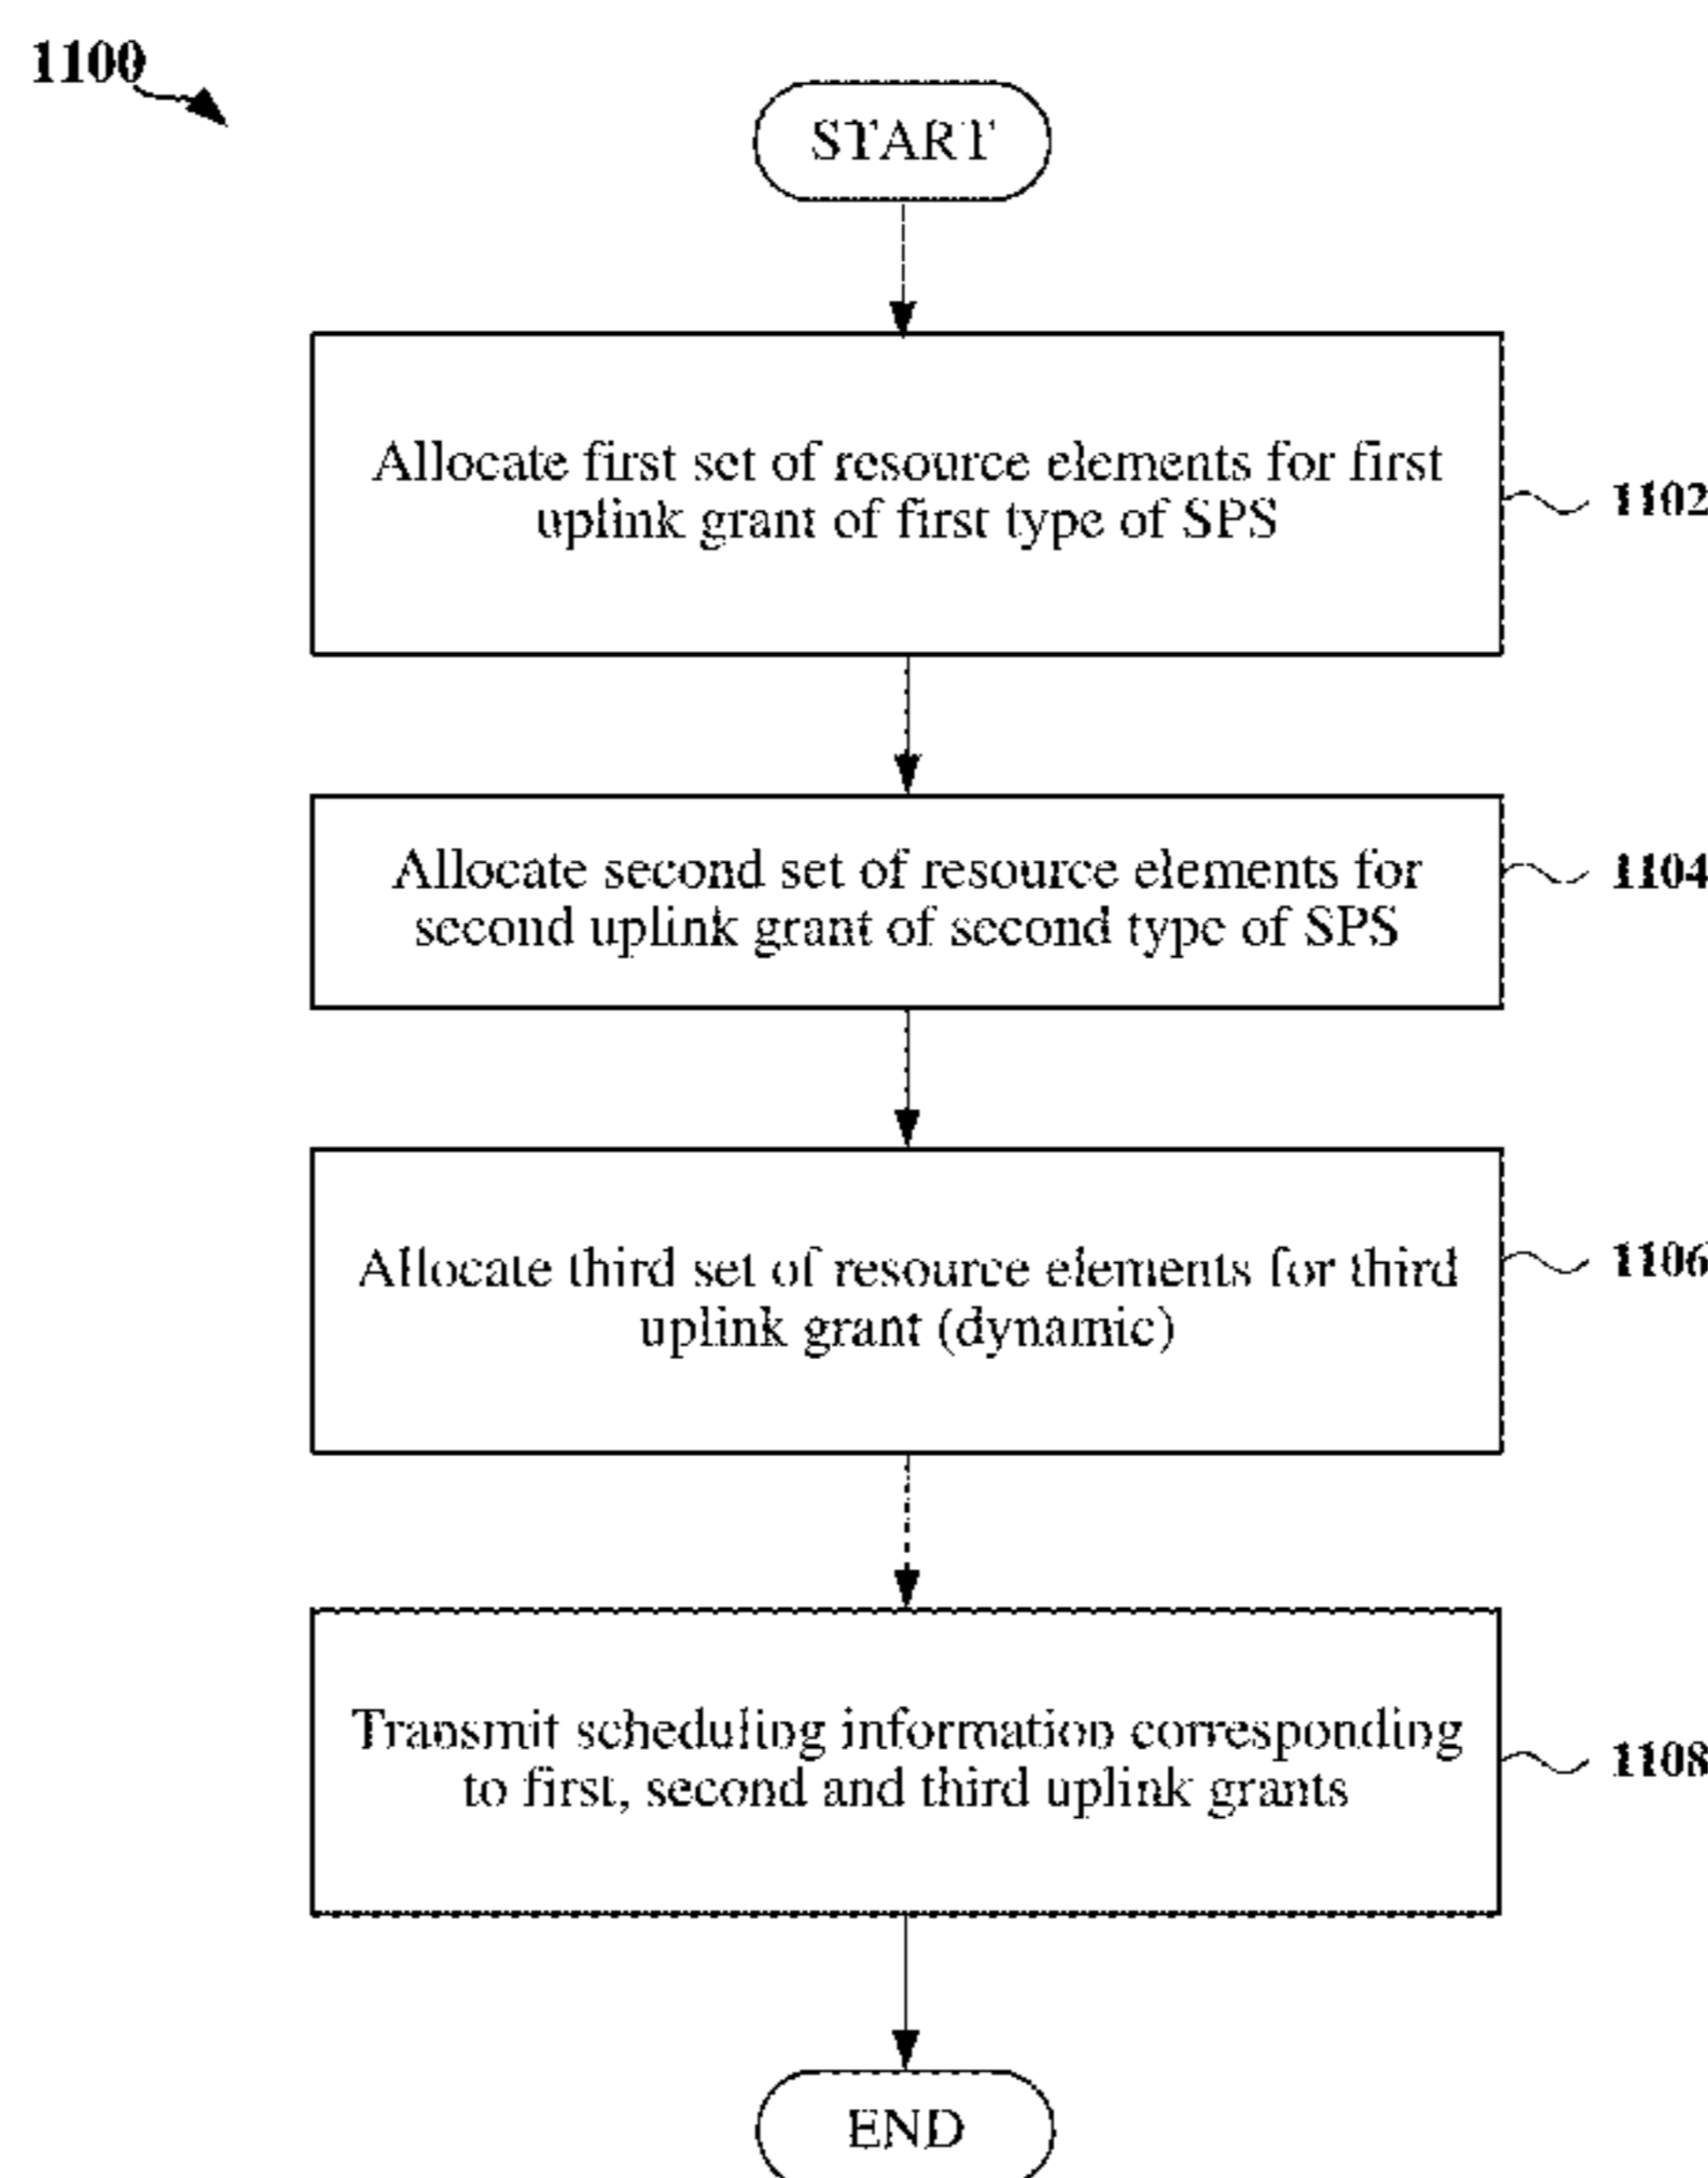 1100
START
Allocate first set of resource elements for first
uplink grant of first type of SPS
1102
Allocate second set of resource elements for
second uplink grant of second type of SPS
1104
Allocate third set of resource elements for third
uplink grant (dynamic)
1106
Transmit scheduling information corresponding
to first, second and third uplink grants
1108
END